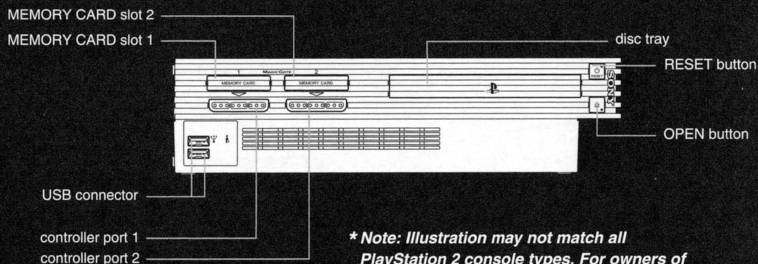 MEMORY CARD slot 2
MEMORY CARD slot 1
disc tray
RESET button
1 MagicGate 2
MEMORY CARD MEMORY CARD
RESET
SONY
OPEN button
USB connector
controller port 1
controller port 2
* Note: Illustration may not match all
PlayStation 2 console types. For owners of